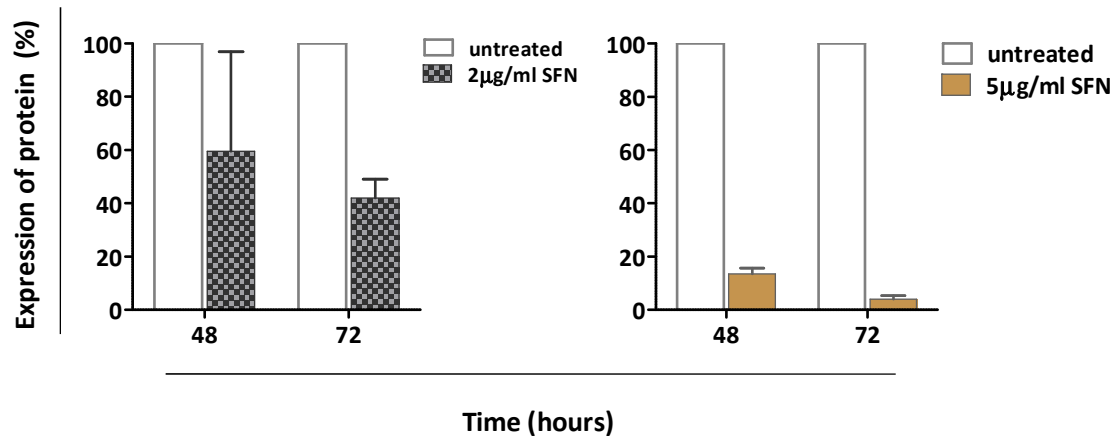 Expression of protein (%)
100
80
60
40
20
0
48
72
untreated
2μg/ml SFN
100
80
60
40
20
0
48
72
untreated
5μg/ml SFN
Time (hours)